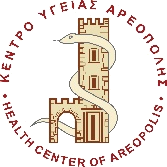 ΚΕΝΤΡΟ ΥΓΕΙΑΣ ΑΡΕΟΠΟΛΗΣ
• HEALTH CENTER OF AREOPOLIS •